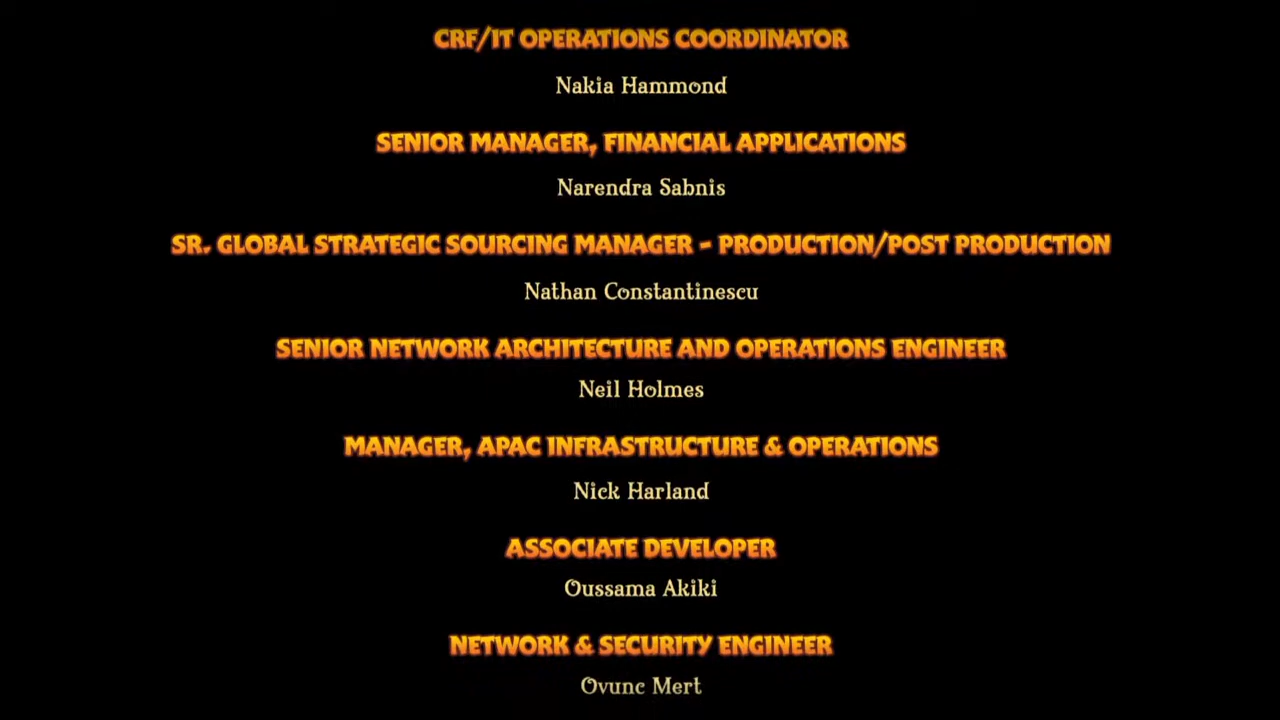 CRF/IT OPERATIONS COORDINATOR
Nakia Hammond
SENIOR MANAGER, FINANCIAL APPLICATIONS
Narendra Sabnis
SR. GLOBAL STRATEGIC SOURCING MANAGER - PRODUCTION/POST PRODUCTION
Nathan Constantinescu
SENIOR NETWORK ARCHITECTURE AND OPERATIONS ENGINEER
Neil Holmes
MANAGER, APAC INFRASTRUCTURE & OPERATIONS
Nick Harland
ASSOCIATE DEVELOPER
Oussama Akiki
NETWORK & SECURITY ENGINEER
Ovunc Mert